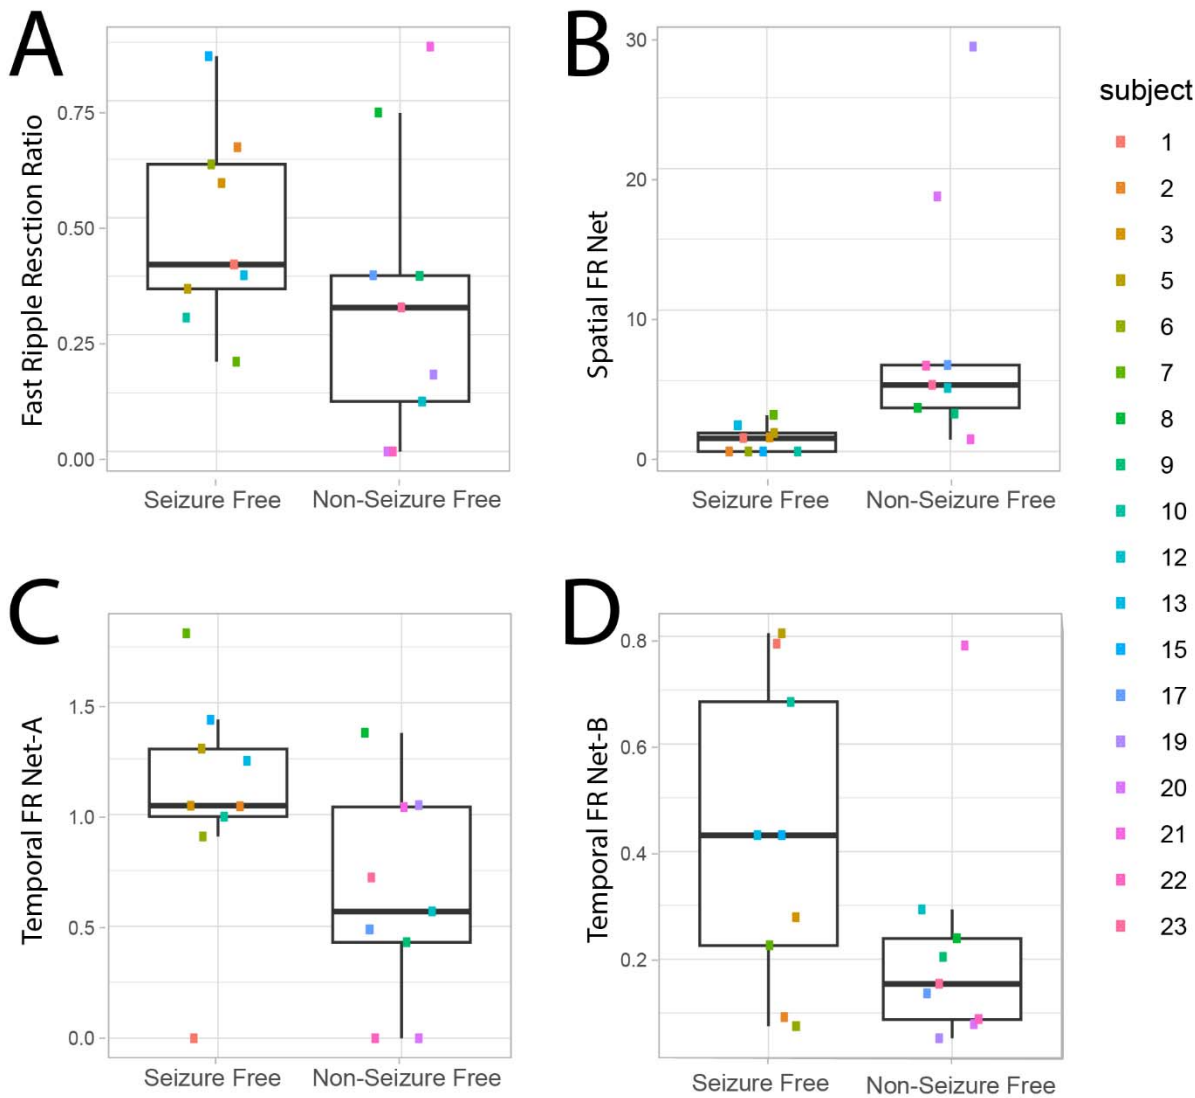 A
Fast Ripple Resction Ratio
0.75
0.50
0.25
0.00
Seizure Free
Non-Seizure Free
B
Spatial FR Net
30
20
10
0
Seizure Free
Non-Seizure Free
subject
1
2
3
5
6
7
8
9
10
12
13
15
17
19
20
21
22
23
C
Temporal FR Net-A
1.5
1.0
0.5
0.0
Seizure Free
Non-Seizure Free
D
Temporal FR Net-B
0.8
0.6
0.4
0.2
Seizure Free
Non-Seizure Free